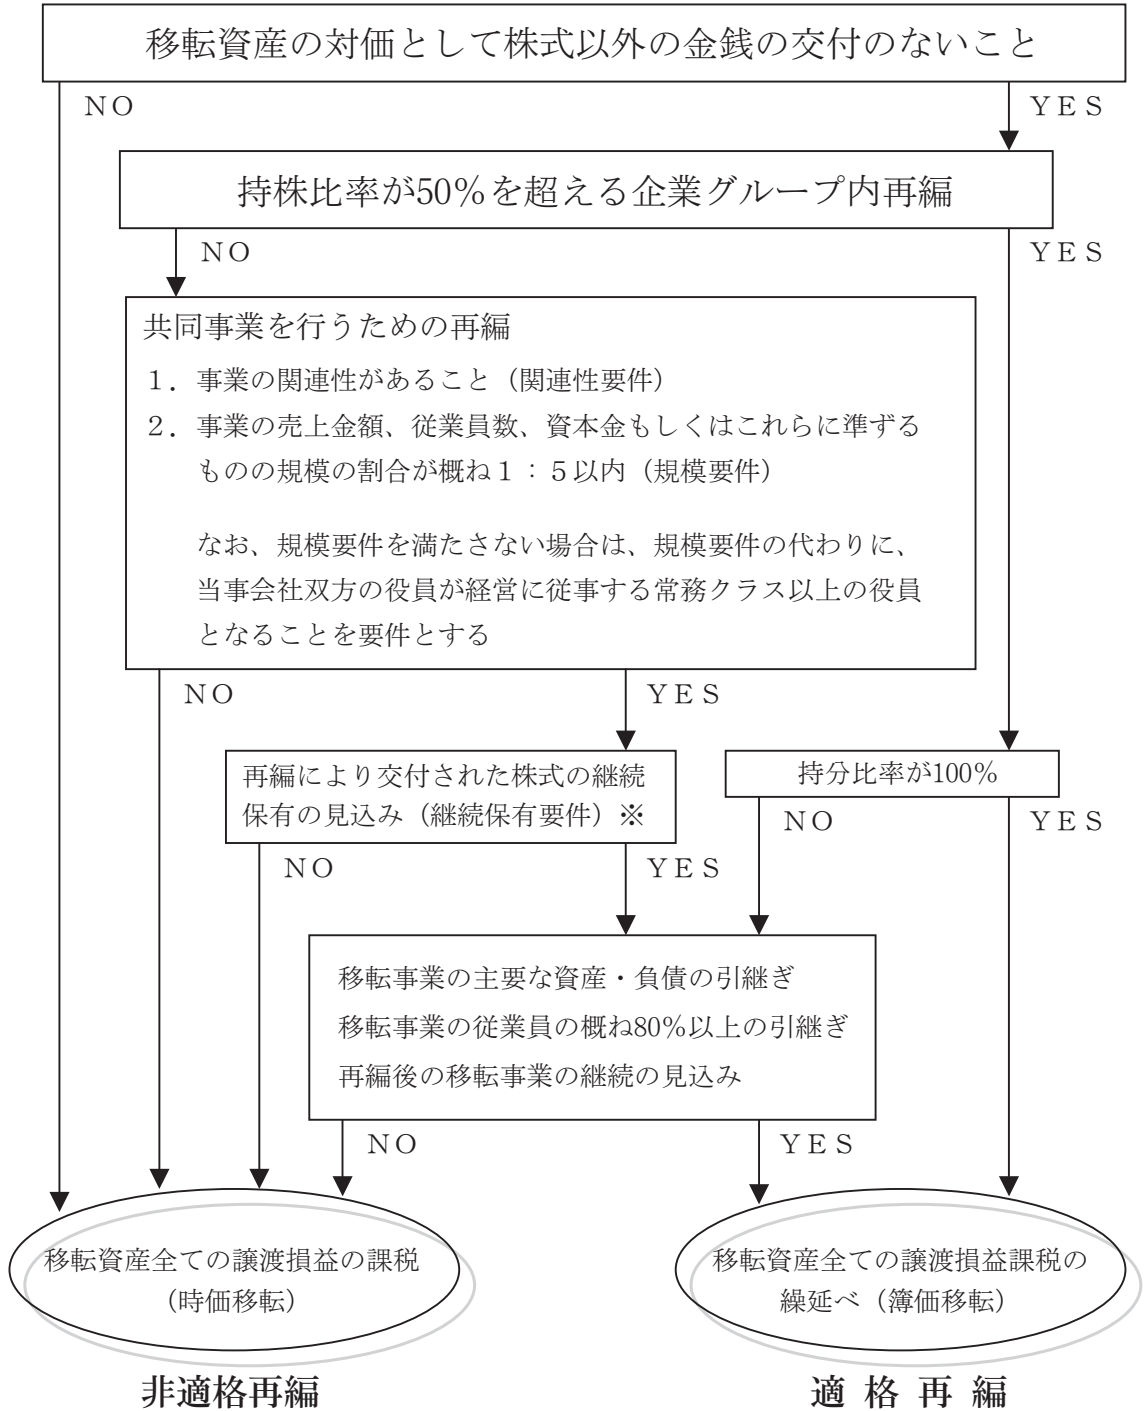 移転資産の対価として株式以外の金銭の交付のないこと
NO
YES
持株比率が50％を超える企業グループ内再編
NO
YES
共同事業を行うための再編
１．事業の関連性があること（関連性要件）
２．事業の売上金額、従業員数、資本金もしくはこれらに準ずる
ものの規模の割合が概ね１：５以内（規模要件）
なお、規模要件を満たさない場合は、規模要件の代わりに、
当事会社双方の役員が経営に従事する常務クラス以上の役員
となることを要件とする
NO
YES
再編により交付された株式の継続
保有の見込み（継続保有要件）※
持分比率が100％
NO
YES
NO
YES
移転事業の主要な資産・負債の引継ぎ
移転事業の従業員の概ね80％以上の引継ぎ
再編後の移転事業の継続の見込み
NO
YES
移転資産全ての譲渡損益の課税
（時価移転）
移転資産全ての譲渡損益課税の
繰延べ（簿価移転）
非適格再編
適 格 再 編